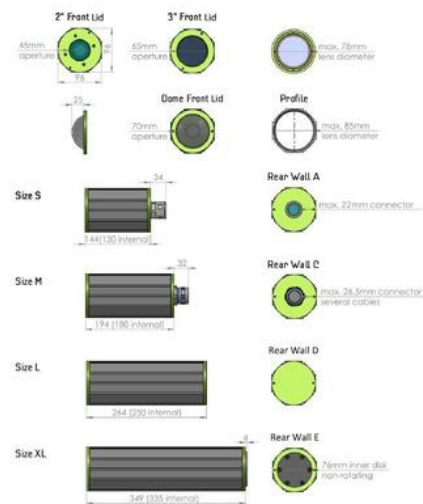 2" Front Lid
3" Front Lid
45mm
aperture
96
96
65mm
aperture
max. 78mm
lens diameter
25
Dome Front Lid
Profile
70mm
aperture
max. 85mm
lens diameter
Size S
34
Rear Wall A
max. 22mm connector
144 (130 internal)
Size M
32
Rear Wall C
max. 26.5mm connector
several cables
194 (180 internal)
Size L
Rear Wall D
264 (250 internal)
Size XL
4
Rear Wall E
76mm inner disk
non-rotating
349 (335 internal)